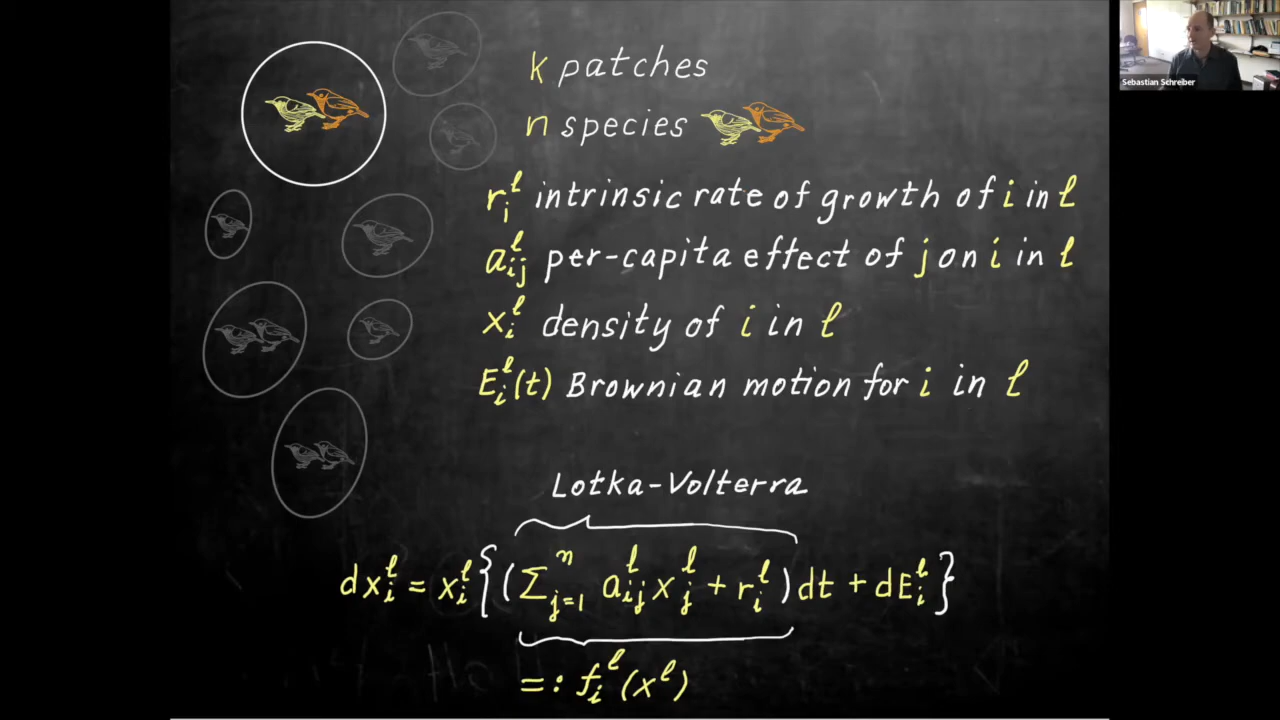 k patches
n species
r_i^ℓ intrinsic rate of growth of i in ℓ
a_ij^ℓ per-capita effect of j on i in ℓ
x_i^ℓ density of i in ℓ
E_i^ℓ(t) Brownian motion for i in ℓ
Lotka-Volterra
dx_i^ℓ = x_i^ℓ {(∑_{j=1}^n a_ij^ℓ x_j^ℓ + r_i^ℓ) dt + dE_i^ℓ}
=: f_i^ℓ(x^ℓ)
Sebastian Schreiber